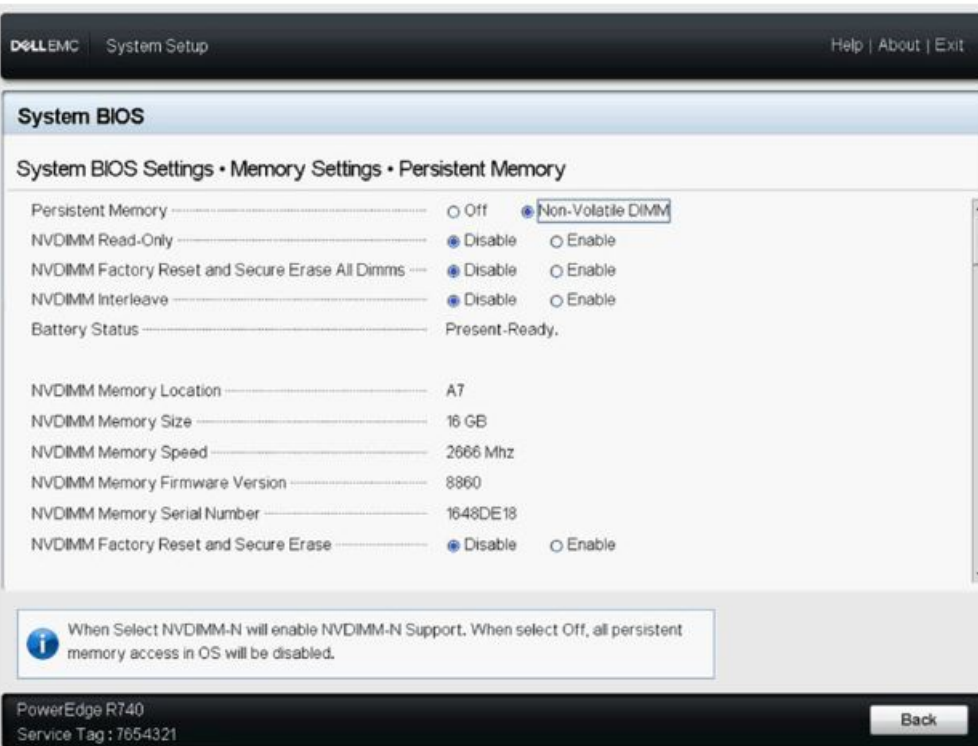 DELLEMC System Setup Help | About | Exit
System BIOS
System BIOS Settings • Memory Settings • Persistent Memory
Persistent Memory Off Non-Volatile DIMM
NVDIMM Read-Only Disable Enable
NVDIMM Factory Reset and Secure Erase All Dimms Disable Enable
NVDIMM Interleave Disable Enable
Battery Status Present-Ready.
NVDIMM Memory Location A7
NVDIMM Memory Size 16 GB
NVDIMM Memory Speed 2666 Mhz
NVDIMM Memory Firmware Version 8860
NVDIMM Memory Serial Number 1648DE18
NVDIMM Factory Reset and Secure Erase Disable Enable
When Select NVDIMM-N will enable NVDIMM-N Support. When select Off, all persistent
memory access in OS will be disabled.
PowerEdge R740
Service Tag : 7654321
Back